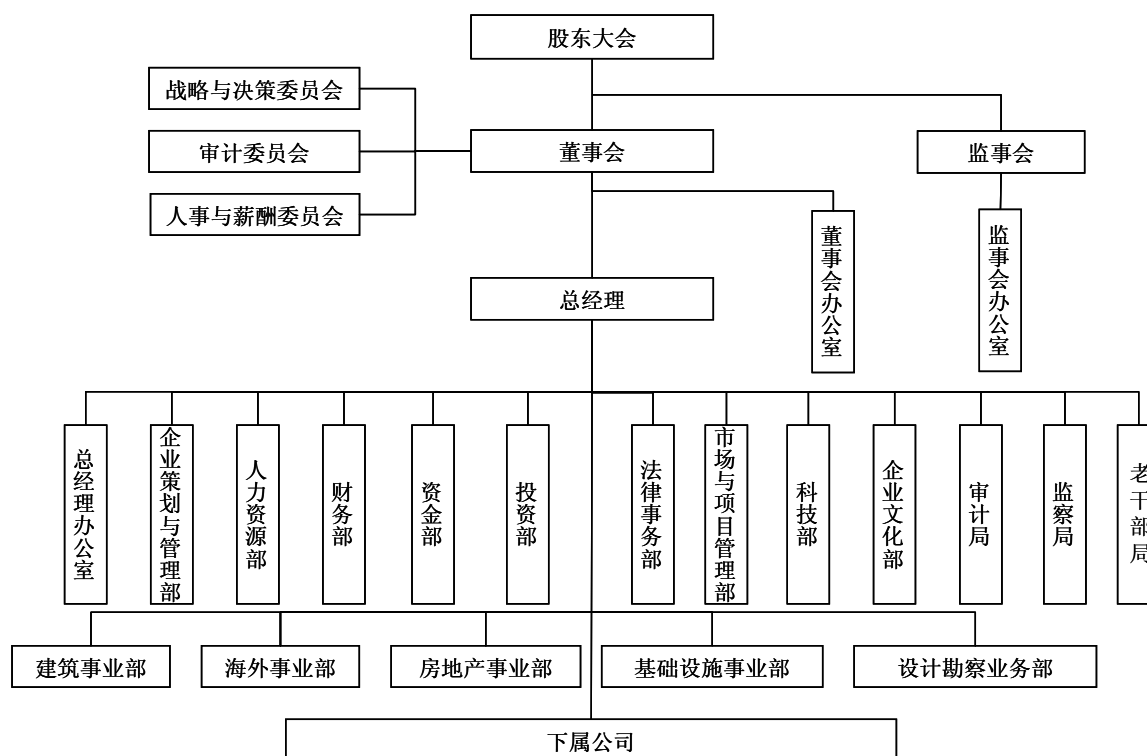 股东大会
战略与决策委员会
审计委员会
董事会
监事会
人事与薪酬委员会
董事会办公室
监事会办公室
总经理
总经理办公室
企业策划与管理部
人力资源部
财务部
资金部
投资部
法律事务部
市场与项目管理部
科技部
企业文化部
审计局
监察局
老干部局
建筑事业部
海外事业部
房地产事业部
基础设施事业部
设计勘察业务部
下属公司